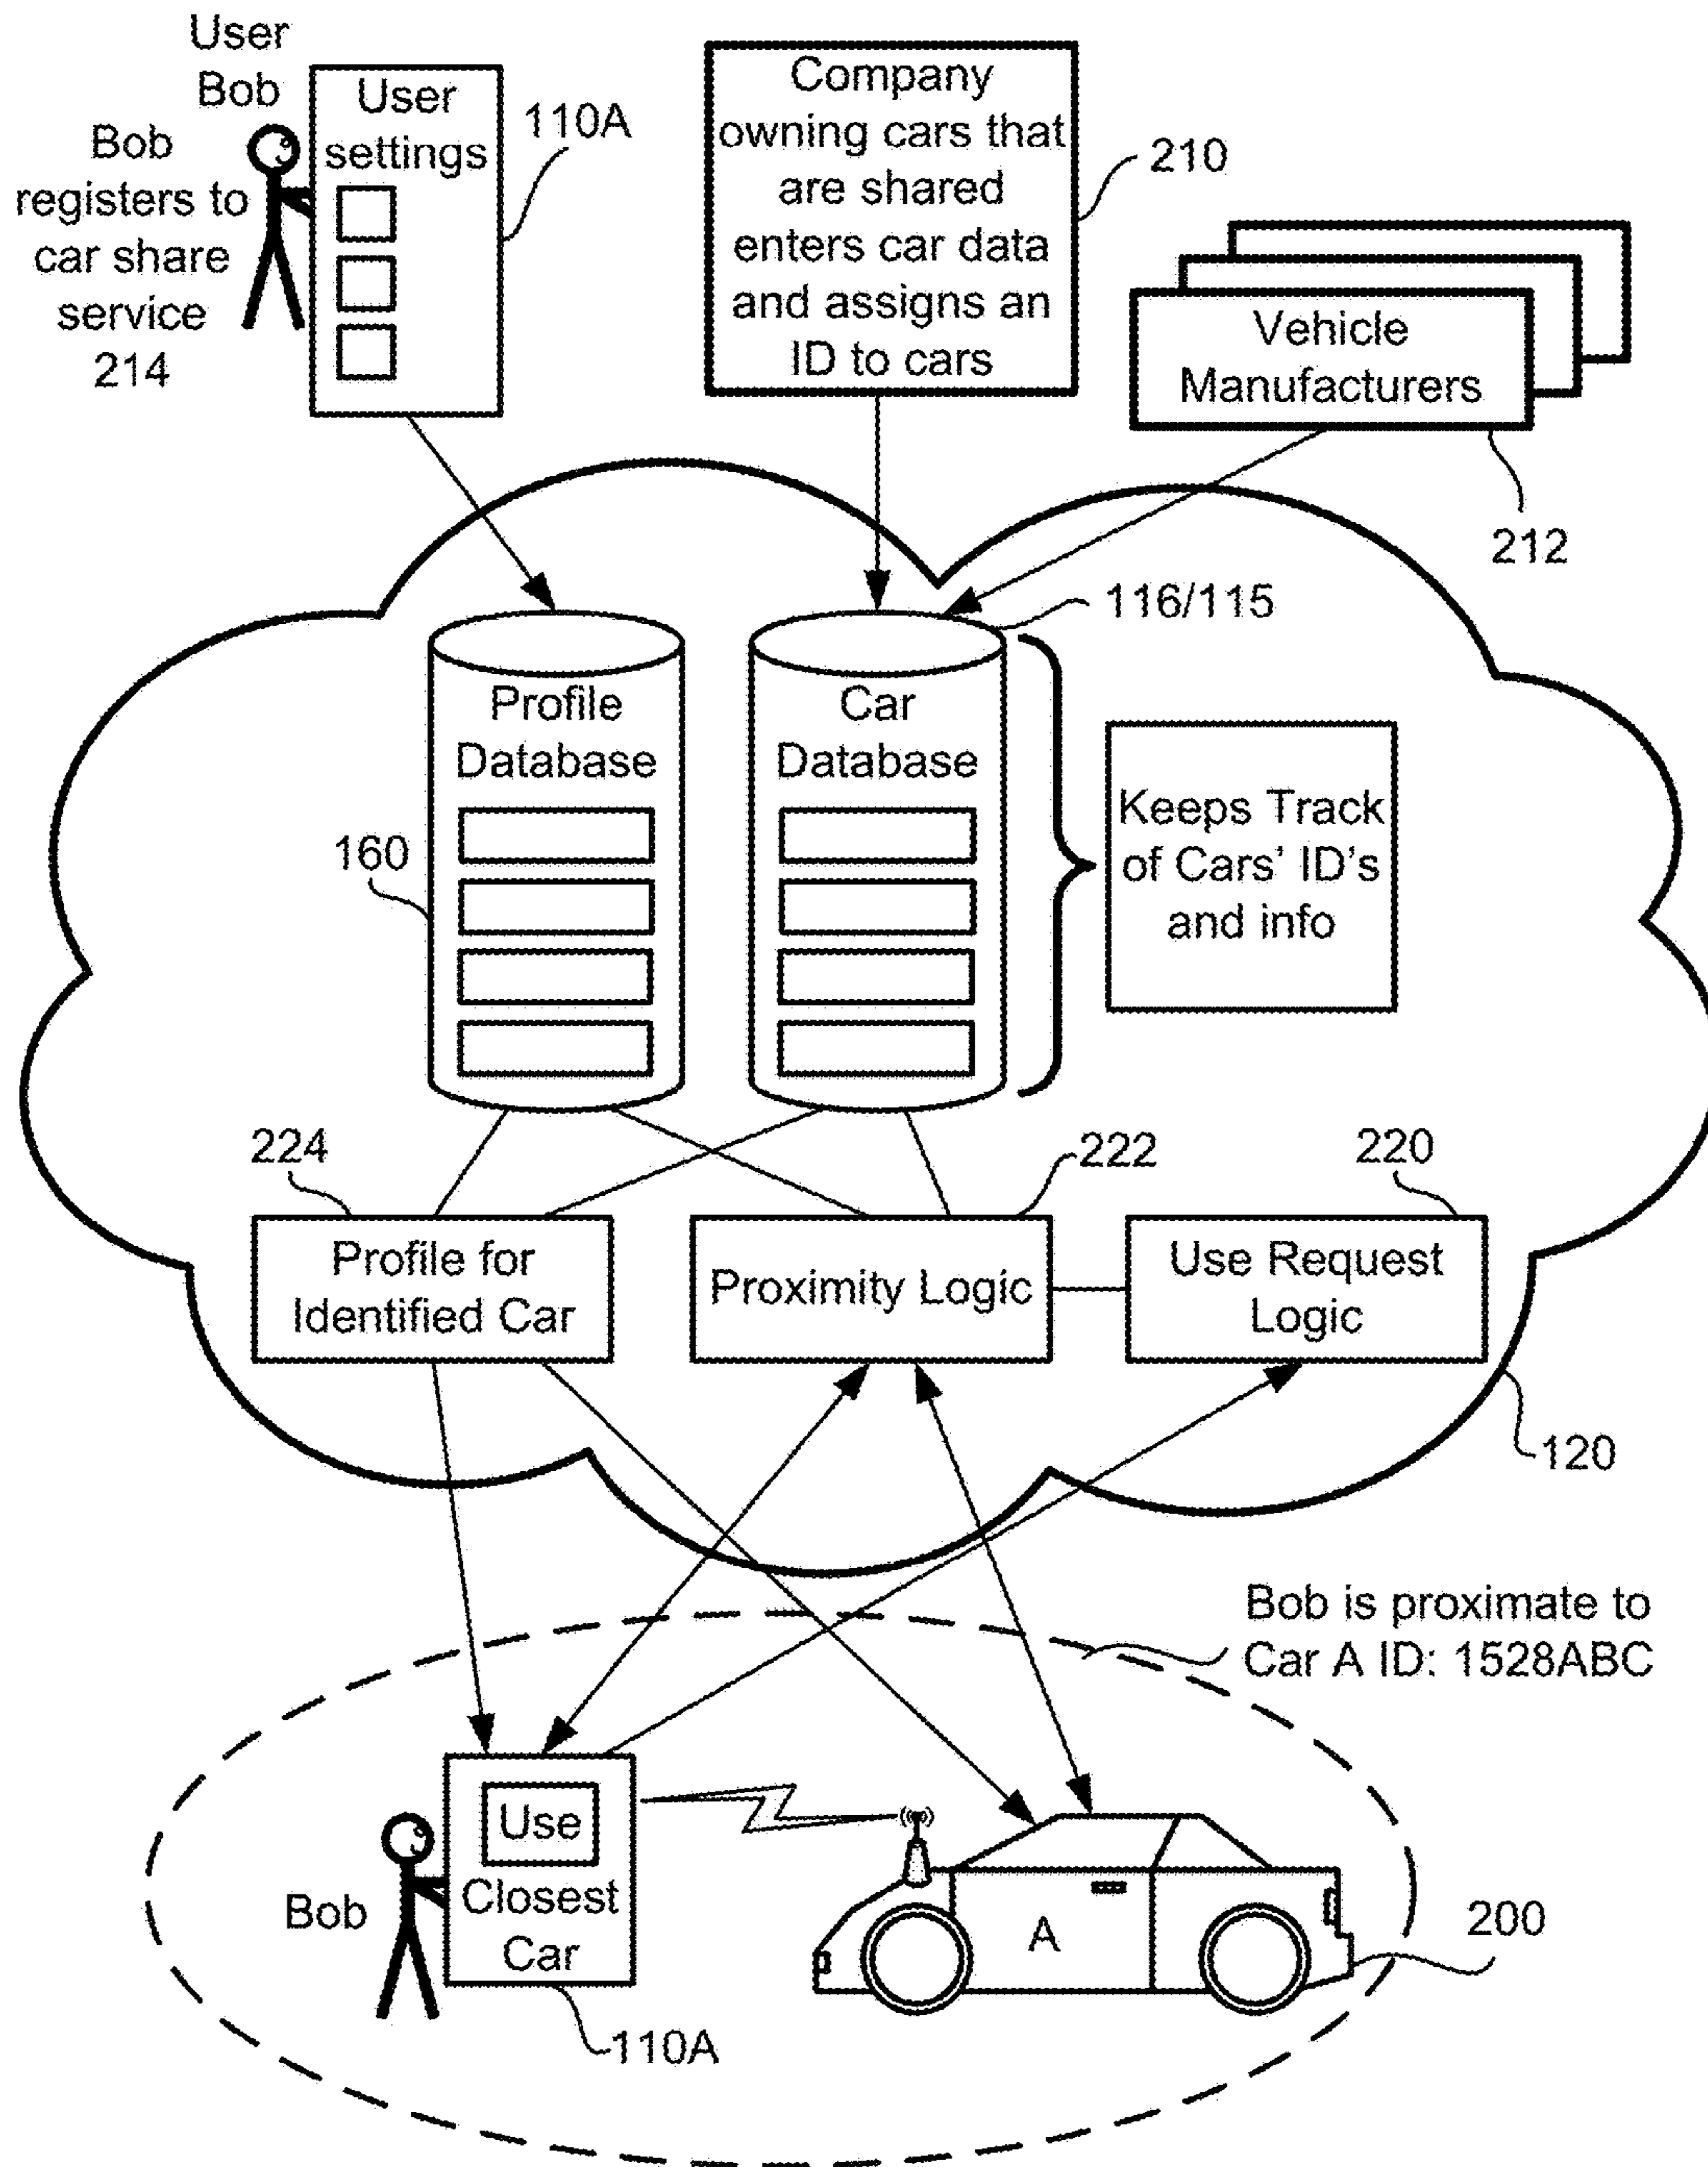 User
Bob
Bob
registers to
car share
service
214
User
settings
110A
Company
owning cars that
are shared
enters car data
and assigns an
ID to cars
210
Vehicle
Manufacturers
212
116/115
Profile
Database
Car
Database
160
Keeps Track
of Cars' ID's
and info
224
222
220
Profile for
Identified Car
Proximity Logic
Use Request
Logic
120
Bob is proximate to
Car A ID: 1528ABC
Use
Closest
Car
Bob
A
200
110A